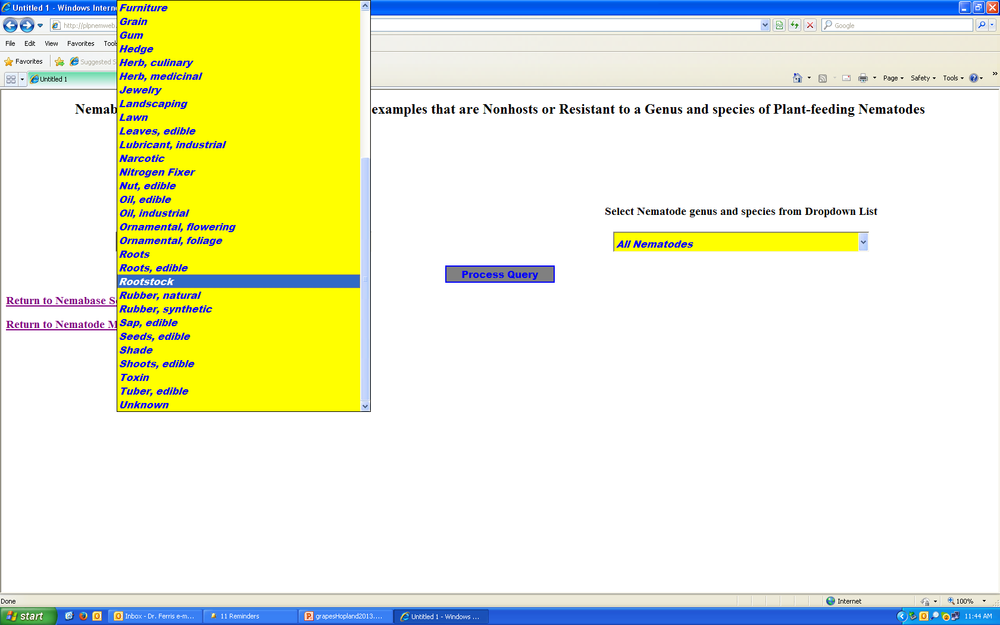 Untitled 1 - Windows Intern
http://plpnemweb.
Google
File Edit View Favorites Tools
Favorites Suggested S
Untitled 1
Page Safety Tools
Nemab examples that are Nonhosts or Resistant to a Genus and species of Plant-feeding Nematodes
Furniture
Grain
Gum
Hedge
Herb, culinary
Herb, medicinal
Jewelry
Landscaping
Lawn
Leaves, edible
Lubricant, industrial
Narcotic
Nitrogen Fixer
Nut, edible
Oil, edible
Oil, industrial
Ornamental, flowering
Ornamental, foliage
Roots
Roots, edible
Rootstock
Rubber, natural
Rubber, synthetic
Sap, edible
Seeds, edible
Shade
Shoots, edible
Toxin
Tuber, edible
Unknown
Select Nematode genus and species from Dropdown List
All Nematodes
Process Query
Return to Nemabase Se
Return to Nematode M
Done Internet 100%
start Inbox - Dr. Ferris e-m... 11 Reminders grapesHopland2013.... Untitled 1 - Windows ... 11:44 AM